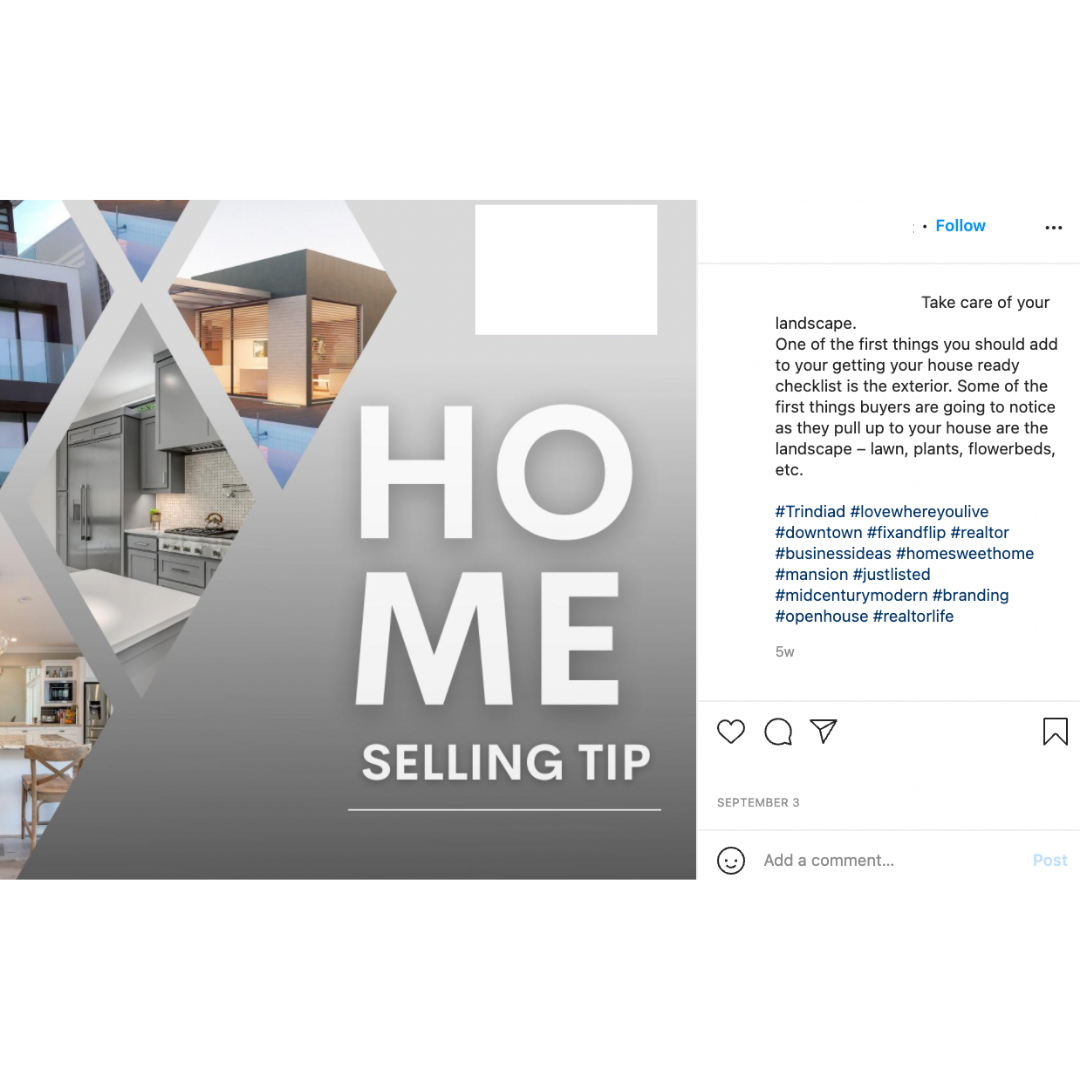 HO
ME
SELLING TIP
• Follow
Take care of your
landscape.
One of the first things you should add
to your getting your house ready
checklist is the exterior. Some of the
first things buyers are going to notice
as they pull up to your house are the
landscape – lawn, plants, flowerbeds,
etc.
#Trindiad #lovewhereyoulive
#downtown #fixandflip #realtor
#businessideas #homesweethome
#mansion #justlisted
#midcenturymodern #branding
#openhouse #realtorlife
5w
SEPTEMBER 3
Add a comment... Post